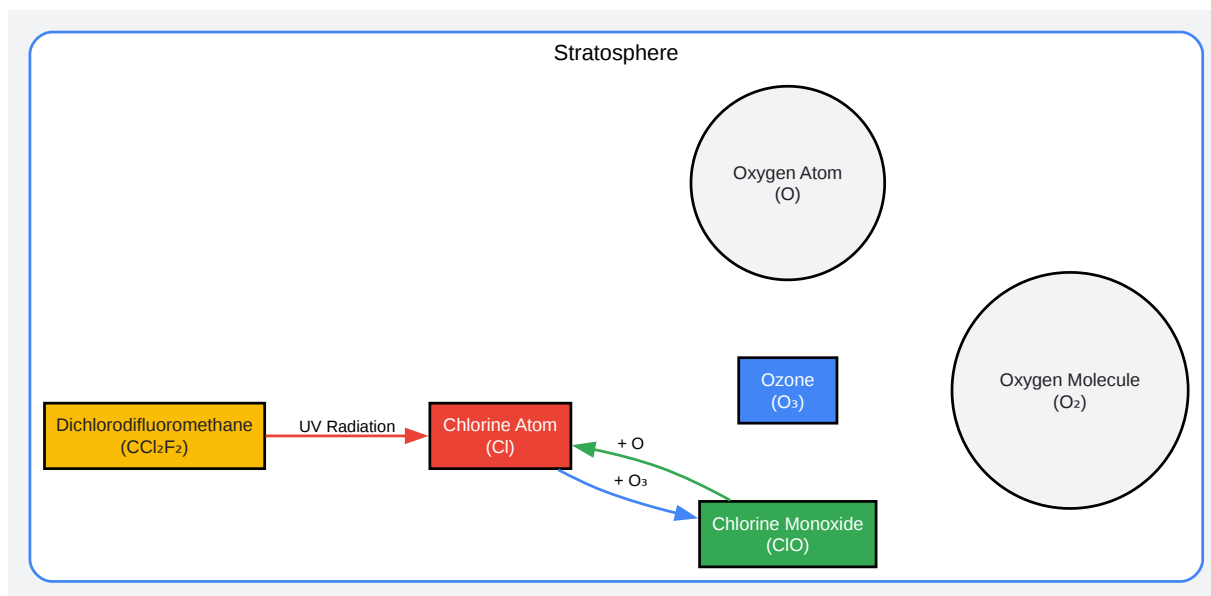 Stratosphere
Oxygen Atom
(O)
Oxygen Molecule
(O₂)
Ozone
(O₃)
Dichlorodifluoromethane
(CCl₂F₂)
UV Radiation
Chlorine Atom
(Cl)
+ O
+ O₃
Chlorine Monoxide
(ClO)